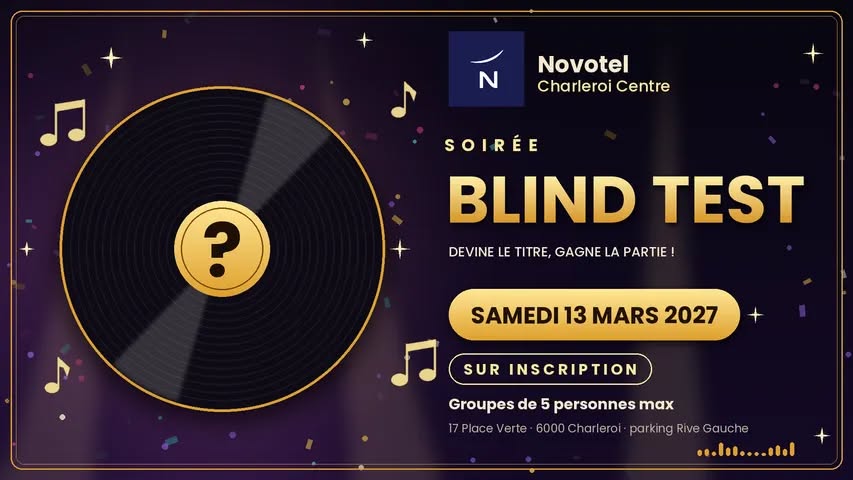 N
Novotel
Charleroi Centre
SOIRÉE
BLIND TEST
DEVINE LE TITRE, GAGNE LA PARTIE !
?
SAMEDI 13 MARS 2027
SUR INSCRIPTION
Groupes de 5 personnes max
17 Place Verte · 6000 Charleroi · parking Rive Gauche